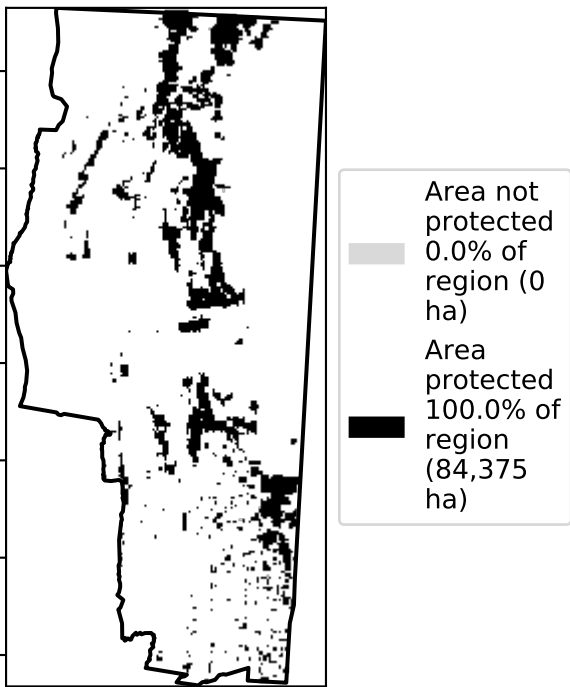 Area not
protected
0.0% of
region (0
ha)
Area
protected
100.0% of
region
(84,375
ha)